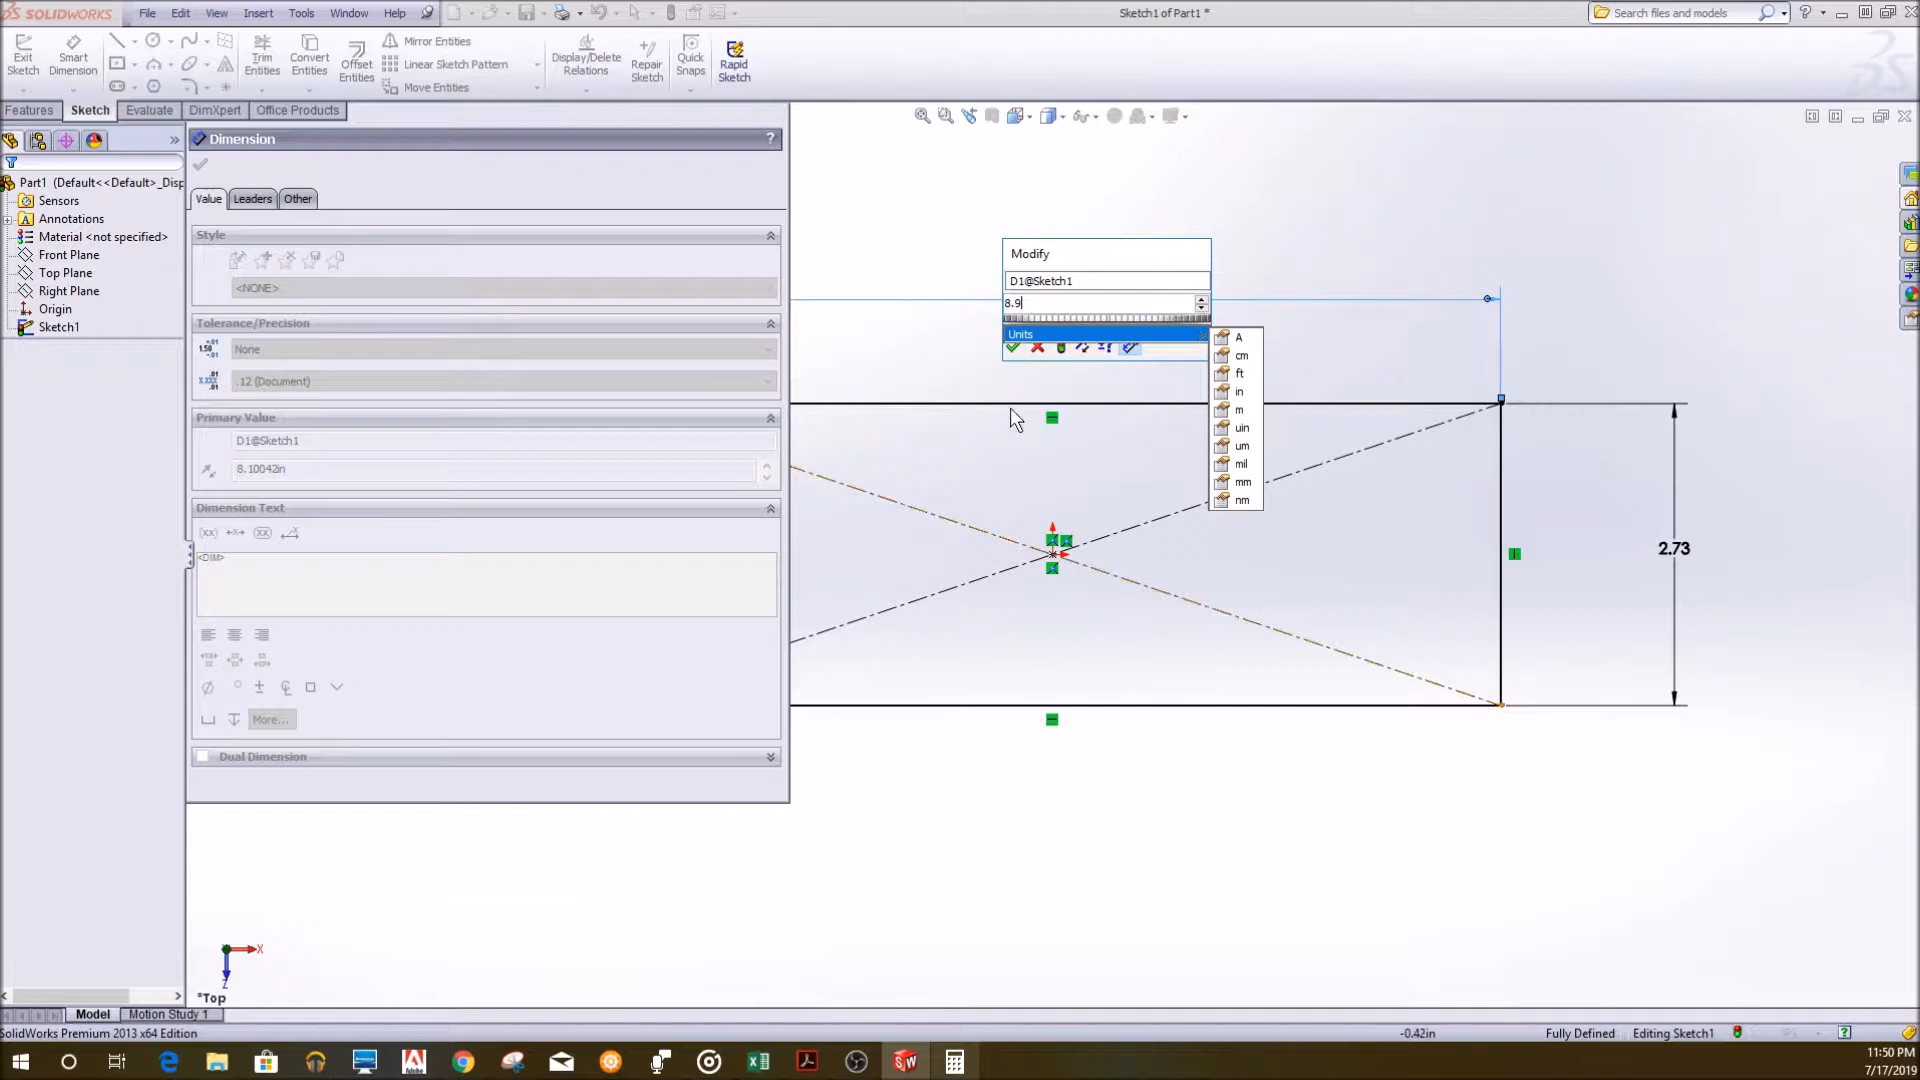 SOLIDWORKS File Edit View Insert Tools Window Help Sketch1 of Part1 * Search files and models ?
Exit Sketch Smart Dimension Trim Entities Convert Entities Offset Entities Mirror Entities Linear Sketch Pattern Move Entities Display/Delete Relations Repair Sketch Quick Snaps Rapid Sketch
Features Sketch Evaluate DimXpert Office Products
Dimension ?
Part1 (Default<<Default>_Disp
Sensors
Annotations
Material <not specified>
Front Plane
Top Plane
Right Plane
Origin
Sketch1
Value Leaders Other
Style
<NONE>
Tolerance/Precision
None
.12 (Document)
Primary Value
D1@Sketch1
8.10042in
Dimension Text
<DIM>
More...
Dual Dimension
Modify
D1@Sketch1
8.9
Units
A
cm
ft
in
m
uin
um
mil
mm
nm
2.73
X
Z
*Top
Model Motion Study 1
SolidWorks Premium 2013 x64 Edition -0.42in Fully Defined Editing Sketch1
11:50 PM
7/17/2019